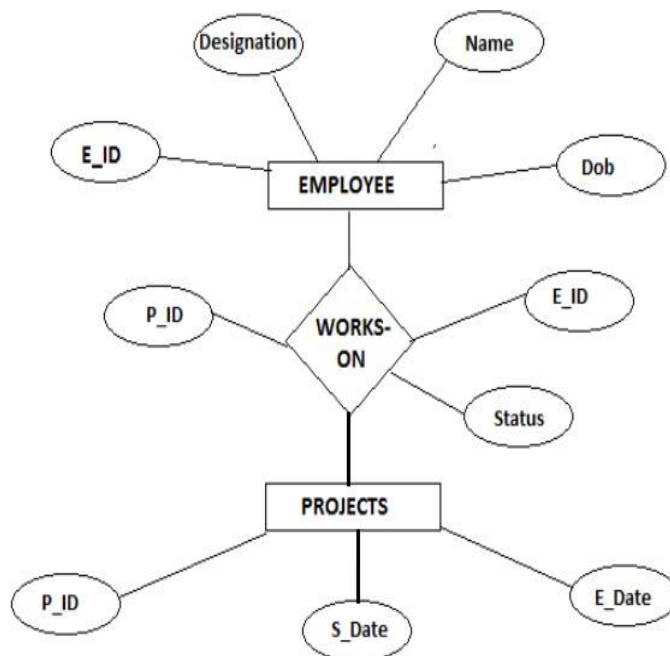 Designation
Name
E_ID
EMPLOYEE
Dob
P_ID
E_ID
WORKS-
ON
Status
PROJECTS
P_ID
S_Date
E_Date